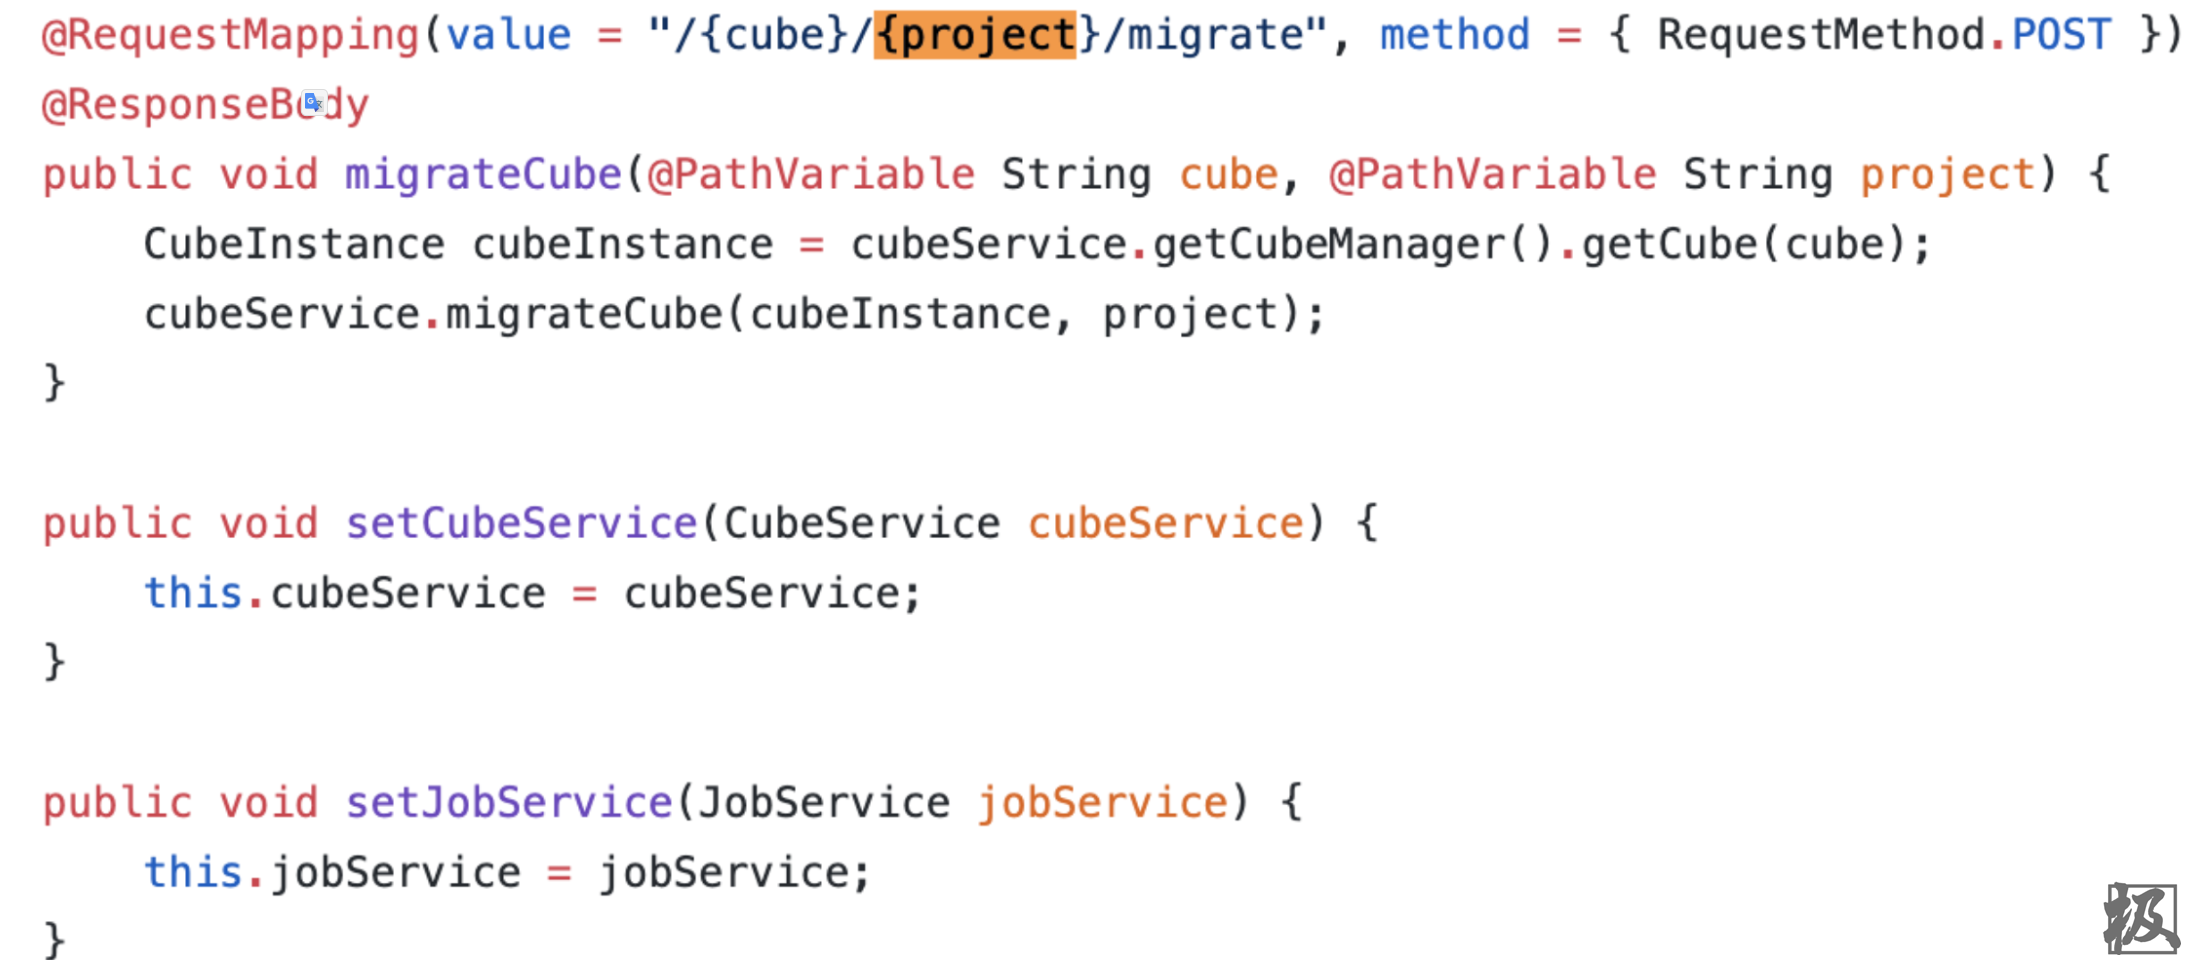 @RequestMapping(value = "/{cube}/{project}/migrate", method = { RequestMethod.POST })
@ResponseBody
public void migrateCube(@PathVariable String cube, @PathVariable String project) {
    CubeInstance cubeInstance = cubeService.getCubeManager().getCube(cube);
    cubeService.migrateCube(cubeInstance, project);
}
public void setCubeService(CubeService cubeService) {
    this.cubeService = cubeService;
}
public void setJobService(JobService jobService) {
    this.jobService = jobService;
}
极